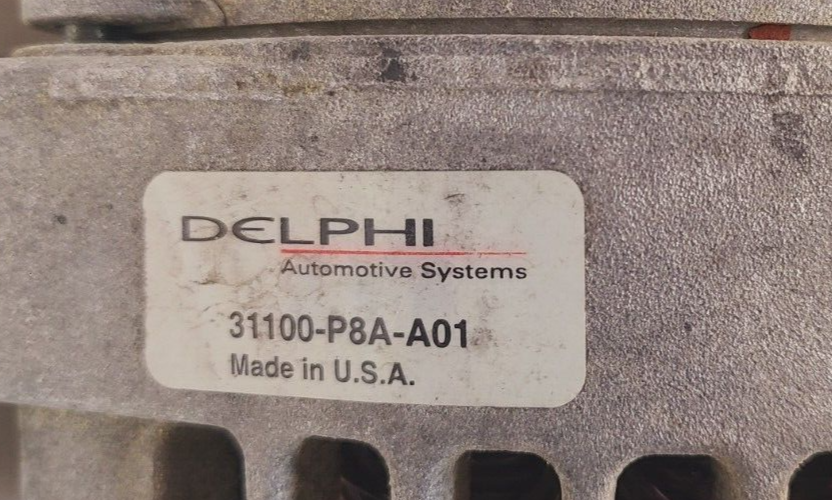 DELPHI
Automotive Systems
31100-P8A-A01
Made in U.S.A.